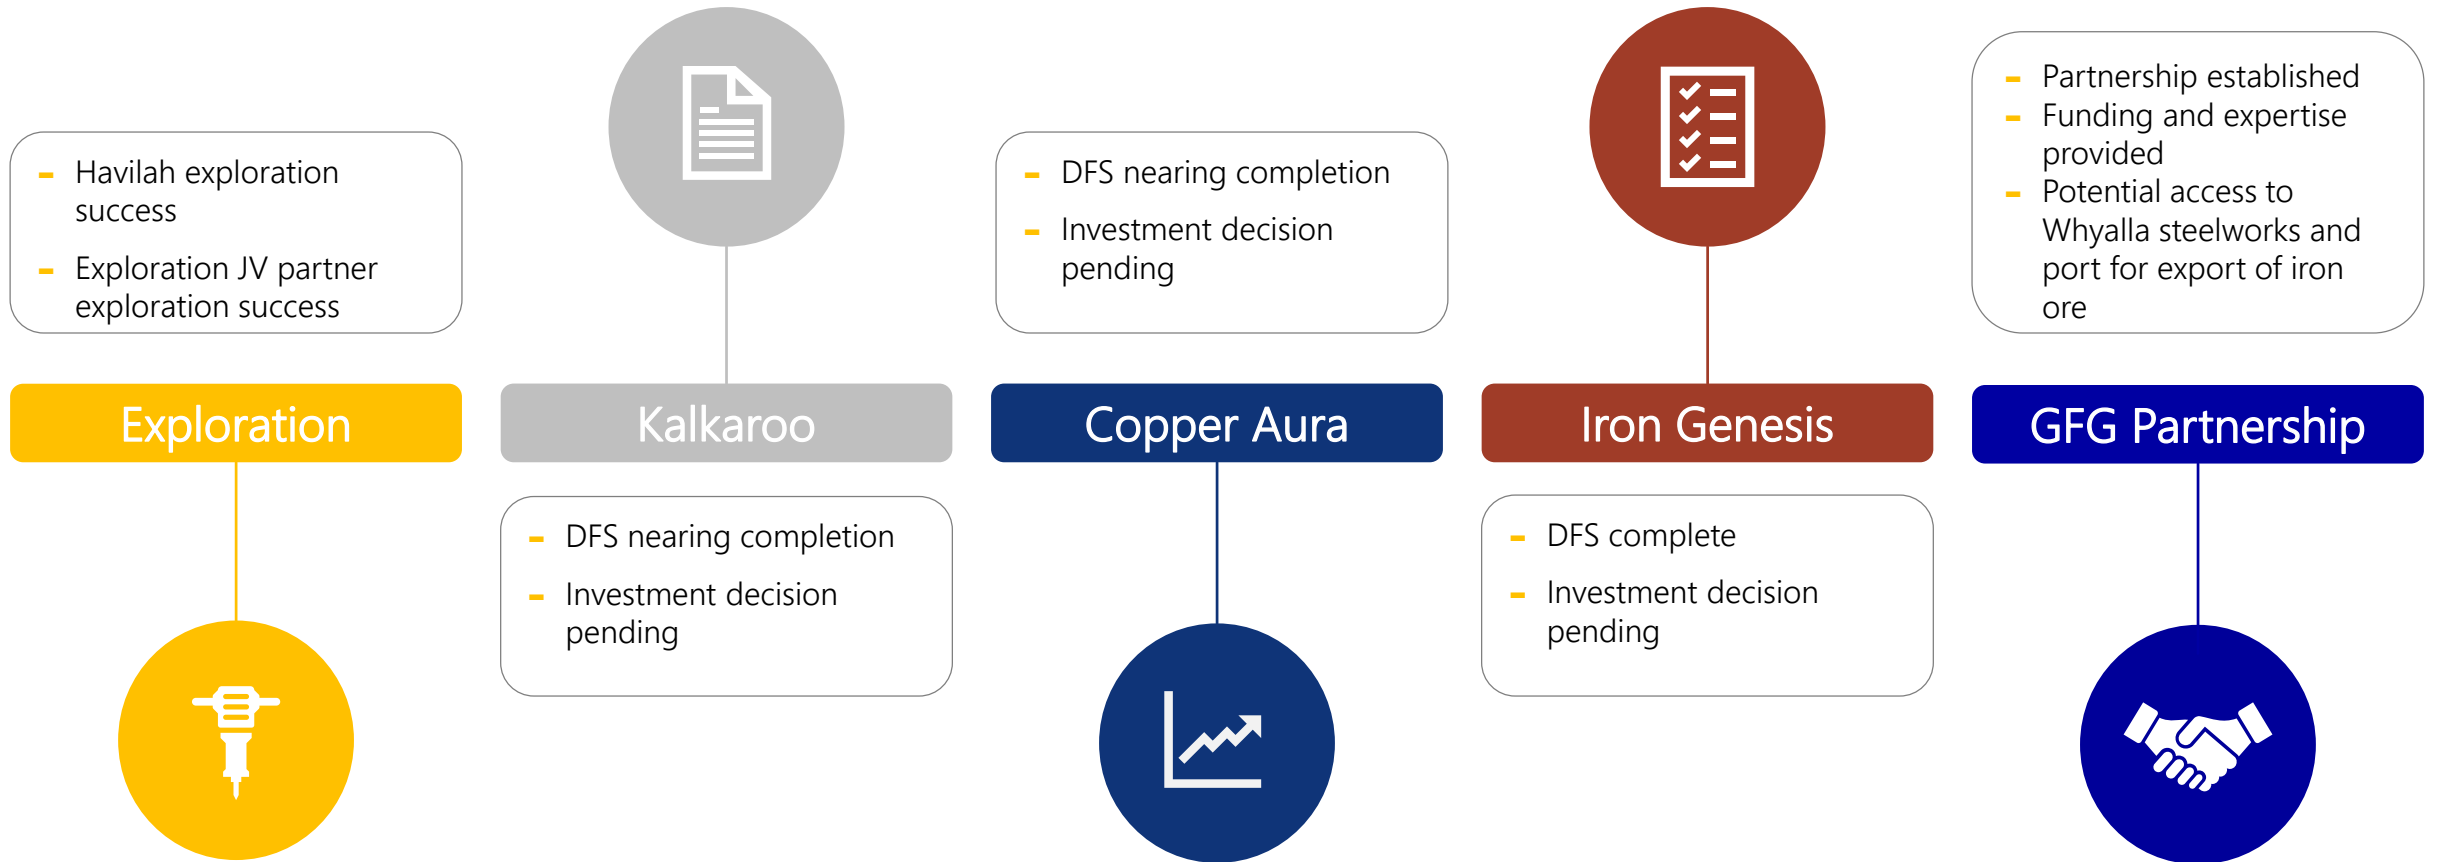 - Havilah exploration
success
- Exploration JV partner
exploration success
Exploration
Kalkaroo
- DFS nearing completion
- Investment decision
pending
- DFS nearing completion
- Investment decision
pending
Copper Aura
Iron Genesis
- DFS complete
- Investment decision
pending
- Partnership established
- Funding and expertise
provided
- Potential access to
Whyalla steelworks and
port for export of iron
ore
GFG Partnership